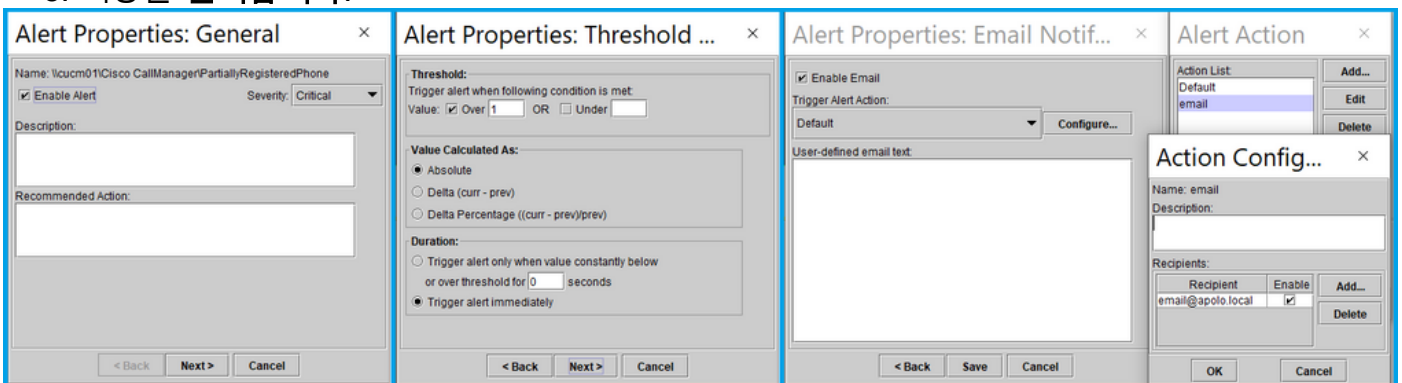 Alert Properties: General
Name: \\cucm01\Cisco CallManager\PartiallyRegisteredPhone
Enable Alert
Severity: Critical
Description:
Recommended Action:
< Back Next > Cancel
Alert Properties: Threshold ...
Threshold:
Trigger alert when following condition is met:
Value: Over 1 OR Under
Value Calculated As:
Absolute
Delta (curr - prev)
Delta Percentage ((curr - prev)/prev)
Duration:
Trigger alert only when value constantly below
or over threshold for 0 seconds
Trigger alert immediately
< Back Next > Cancel
Alert Properties: Email Notif...
Enable Email
Trigger Alert Action:
Default Configure...
User-defined email text:
< Back Save Cancel
Alert Action
Action List:
Default
email
Add...
Edit
Delete
Action Config...
Name: email
Description:
Recipients:
Recipient Enable
email@apolo.local
Add...
Delete
OK Cancel